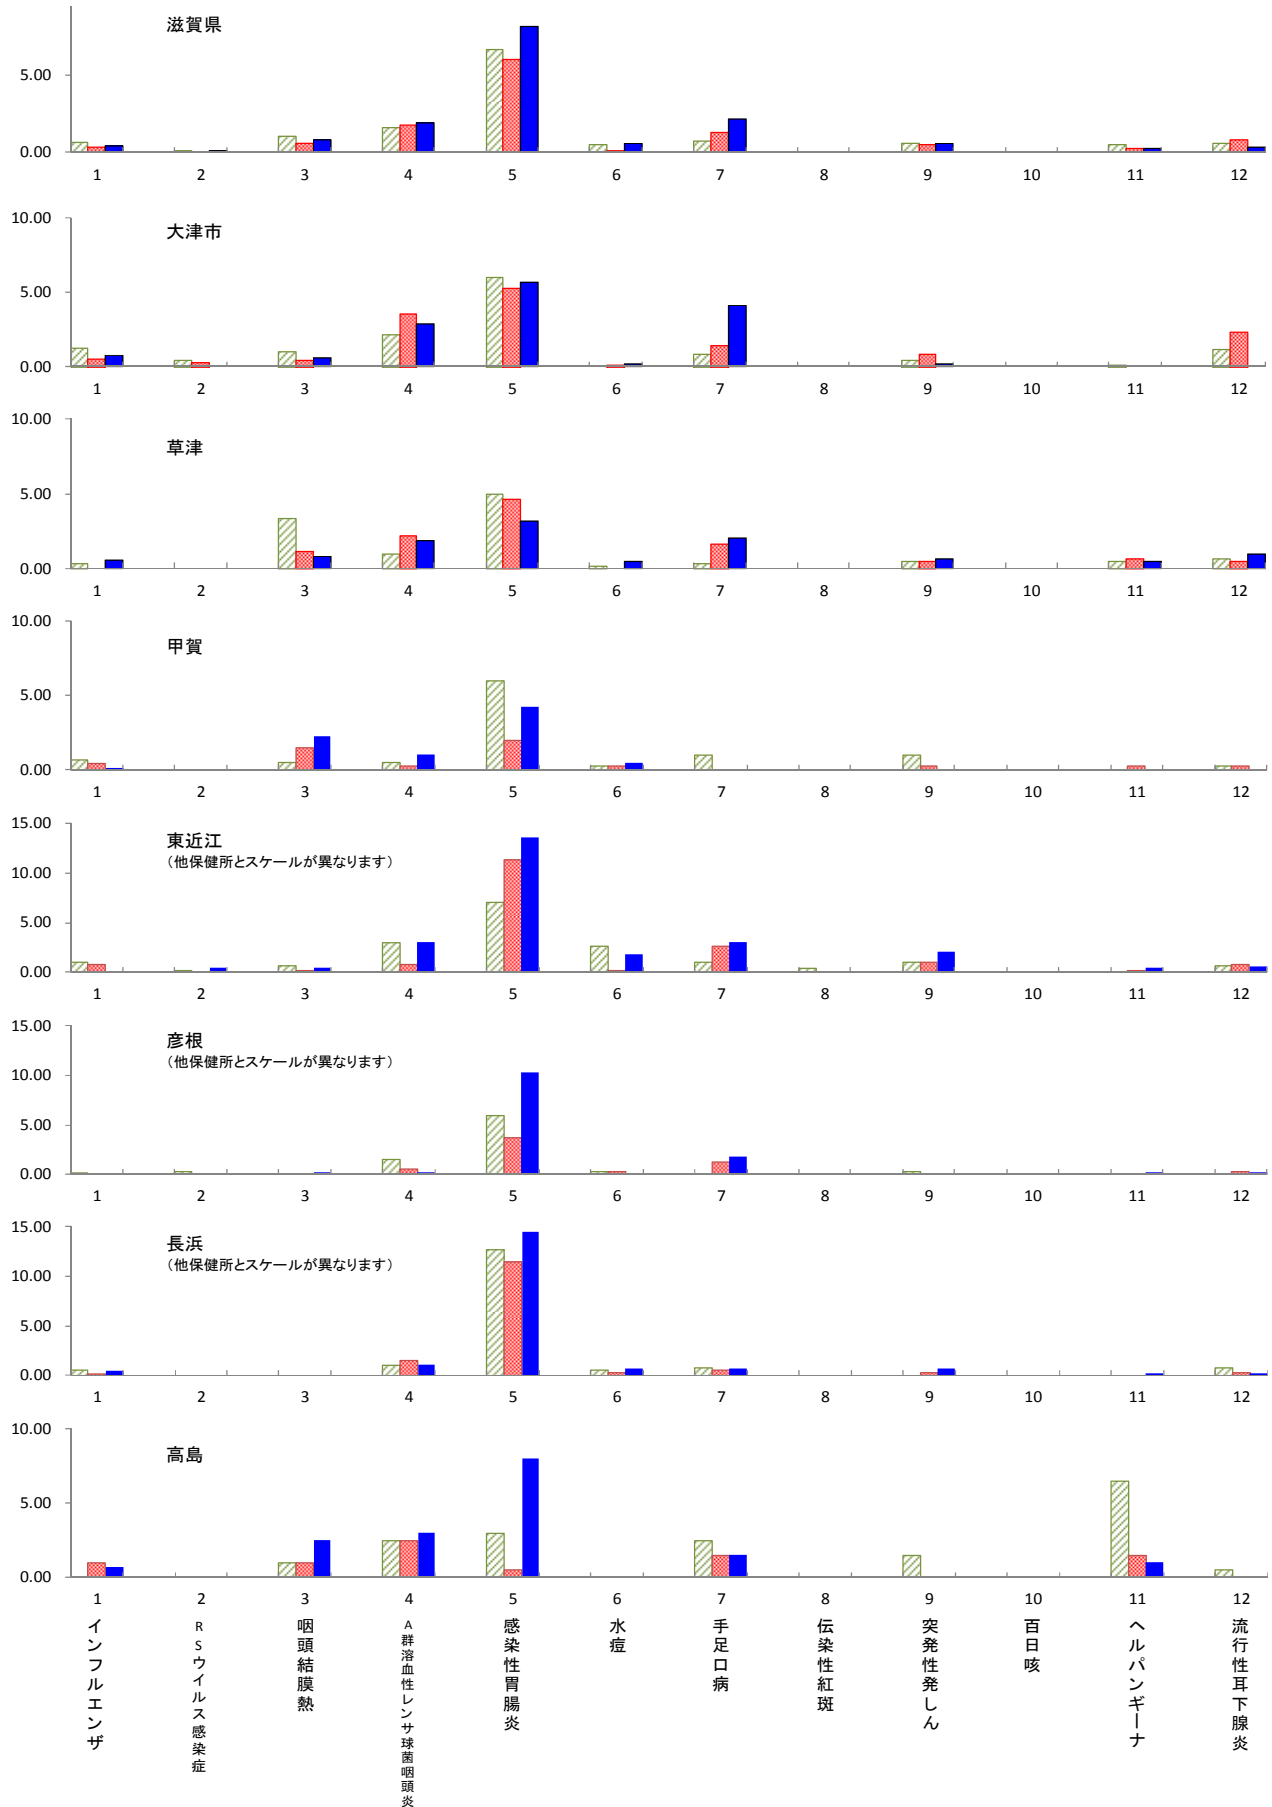 滋賀県
5.00
0.00
1 2 3 4 5 6 7 8 9 10 11 12
10.00
大津市
5.00
0.00
1 2 3 4 5 6 7 8 9 10 11 12
10.00
草津
5.00
0.00
1 2 3 4 5 6 7 8 9 10 11 12
10.00
甲賀
5.00
0.00
1 2 3 4 5 6 7 8 9 10 11 12
15.00
東近江
(他保健所とスケールが異なります)
10.00
5.00
0.00
1 2 3 4 5 6 7 8 9 10 11 12
15.00
彦根
(他保健所とスケールが異なります)
10.00
5.00
0.00
1 2 3 4 5 6 7 8 9 10 11 12
15.00
長浜
(他保健所とスケールが異なります)
10.00
5.00
0.00
1 2 3 4 5 6 7 8 9 10 11 12
10.00
高島
5.00
0.00
1 2 3 4 5 6 7 8 9 10 11 12
インフルエンザ
RSウイルス感染症
咽頭結膜熱
A群溶血性レンサ球菌咽頭炎
感染性胃腸炎
水痘
手足口病
伝染性紅斑
突発性発しん
百日咳
ヘルパンギーナ
流行性耳下腺炎